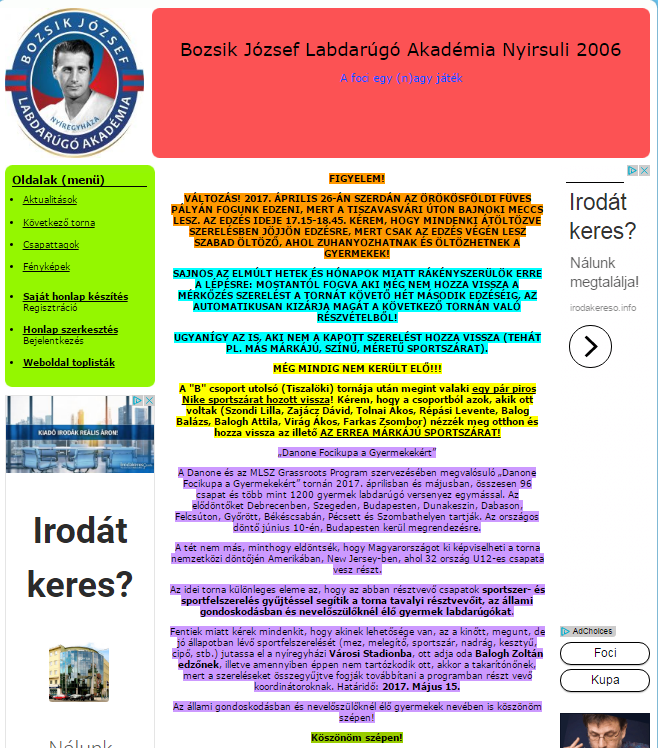 BOZSIK JÓZSEF
NYÍREGYHÁZA
LABDARÚGÓ AKADÉMIA
Bozsik József Labdarúgó Akadémia Nyirsuli 2006
A foci egy (n)agy játék
Oldalak (menü)
Aktualitások
Következő torna
Csapattagok
Fényképek
Saját honlap készítés
Regisztráció
Honlap szerkesztés
Bejelentkezés
Weboldal toplisták
KIADÓ IRODÁK REÁLIS ÁRON!
Irodát
keres?
Nálunk
FIGYELEM!
VÁLTOZÁS! 2017. ÁPRILIS 26-ÁN SZERDÁN AZ ÖRÖKÖSFÖLDI FÜVES
PÁLYÁN FOGUNK EDZENI, MERT A TISZAVASVÁRI ÚTON BAJNOKI MECCS
LESZ. AZ EDZÉS IDEJE 17.15-18.45. KÉREM, HOGY MINDENKI ÁTÖLTÖZVE
SZERELÉSBEN JÖJJÖN EDZÉSRE, MERT CSAK AZ EDZÉS VÉGÉN LESZ
SZABAD ÖLTÖZŐ, AHOL ZUHANYOZHATNAK ÉS ÖLTÖZHETNEK A
GYERMEKEK!
SAJNOS AZ ELMÚLT HETEK ÉS HÓNAPOK MIATT RÁKÉNYSZERÜLÖK ERRE
A LÉPÉSRE: MOSTANTÓL FOGVA AKI MÉG NEM HOZZA VISSZA A
MÉRKŐZÉS SZERELÉST A TORNÁT KÖVETŐ HÉT MÁSODIK EDZÉSÉIG, AZ
AUTOMATIKUSAN KIZÁRJA MAGÁT A KÖVETKEZŐ TORNÁN VALÓ
RÉSZVÉTELBŐL!
UGYANÍGY AZ IS, AKI NEM A KAPOTT SZERELÉST HOZZA VISSZA (TEHÁT
PL. MÁS MÁRKÁJÚ, SZÍNŰ, MÉRETŰ SPORTSZÁRAT).
MÉG MINDIG NEM KERÜLT ELŐ!!!
A "B" csoport utolsó (Tiszalöki) tornája után megint valaki egy pár piros
Nike sportszárat hozott vissza! Kérem, hogy a csoportból azok, akik ott
voltak (Szondi Lilla, Zajácz Dávid, Tolnai Ákos, Répási Levente, Balog
Balázs, Balogh Attila, Virág Ákos, Farkas Zsombor) nézzék meg otthon és
hozza vissza az illető AZ ERREA MÁRKÁJÚ SPORTSZÁRAT!
„Danone Focikupa a Gyermekekért”
A Danone és az MLSZ Grassroots Program szervezésében megvalósuló „Danone
Focikupa a Gyermekekért” tornán 2017. áprilisban és májusban, összesen 96
csapat és több mint 1200 gyermek labdarúgó versenyez egymással. Az
elődöntőket Debrecenben, Szegeden, Budapesten, Dunakeszin, Dabason,
Felcsúton, Győrött, Békéscsabán, Pécsett és Szombathelyen tartják. Az országos
döntő június 10-én, Budapesten kerül megrendezésre.
A tét nem más, minthogy eldöntsék, hogy Magyarországot ki képviselheti a torna
nemzetközi döntőjén Amerikában, New Jersey-ben, ahol 32 ország U12-es csapata
vesz részt.
Az idei torna különleges eleme az, hogy az abban résztvevő csapatok sportszer- és
sportfelszerelés gyűjtéssel segítik a torna tavalyi résztvevőit, az állami
gondoskodásban és nevelőszülőknél élő gyermek labdarúgókat.
Fentiek miatt kérek mindenkit, hogy akinek lehetősége van, az a kinőtt, megunt, de
jó állapotban lévő sportfelszerelését (mez, melegítő, sportszár, nadrág, kesztyű,
cipő, stb.) jutassa el a nyíregyházi Városi Stadionba, ott adja oda Balogh Zoltán
edzőnek, illetve amennyiben éppen nem tartózkodik ott, akkor a takarítónőnek,
mert a szereléseket összegyűjtve fogják továbbítani a programban részt vevő
koordinátoroknak. Határidő: 2017. Május 15.
Az állami gondoskodásban és nevelőszülőknél élő gyermekek nevében is köszönöm
szépen!
Köszönöm szépen!
Irodát
keres?
Nálunk
megtalálja!
irodakereso.info
AdChoices
Foci
Kupa